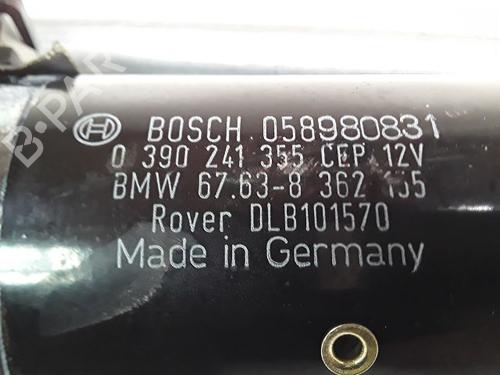 BOSCH 058980831
0 390 241 355 CEP 12V
BMW 67.63-8 362 155
Rover DLB101570
Made in Germany
B-PAR